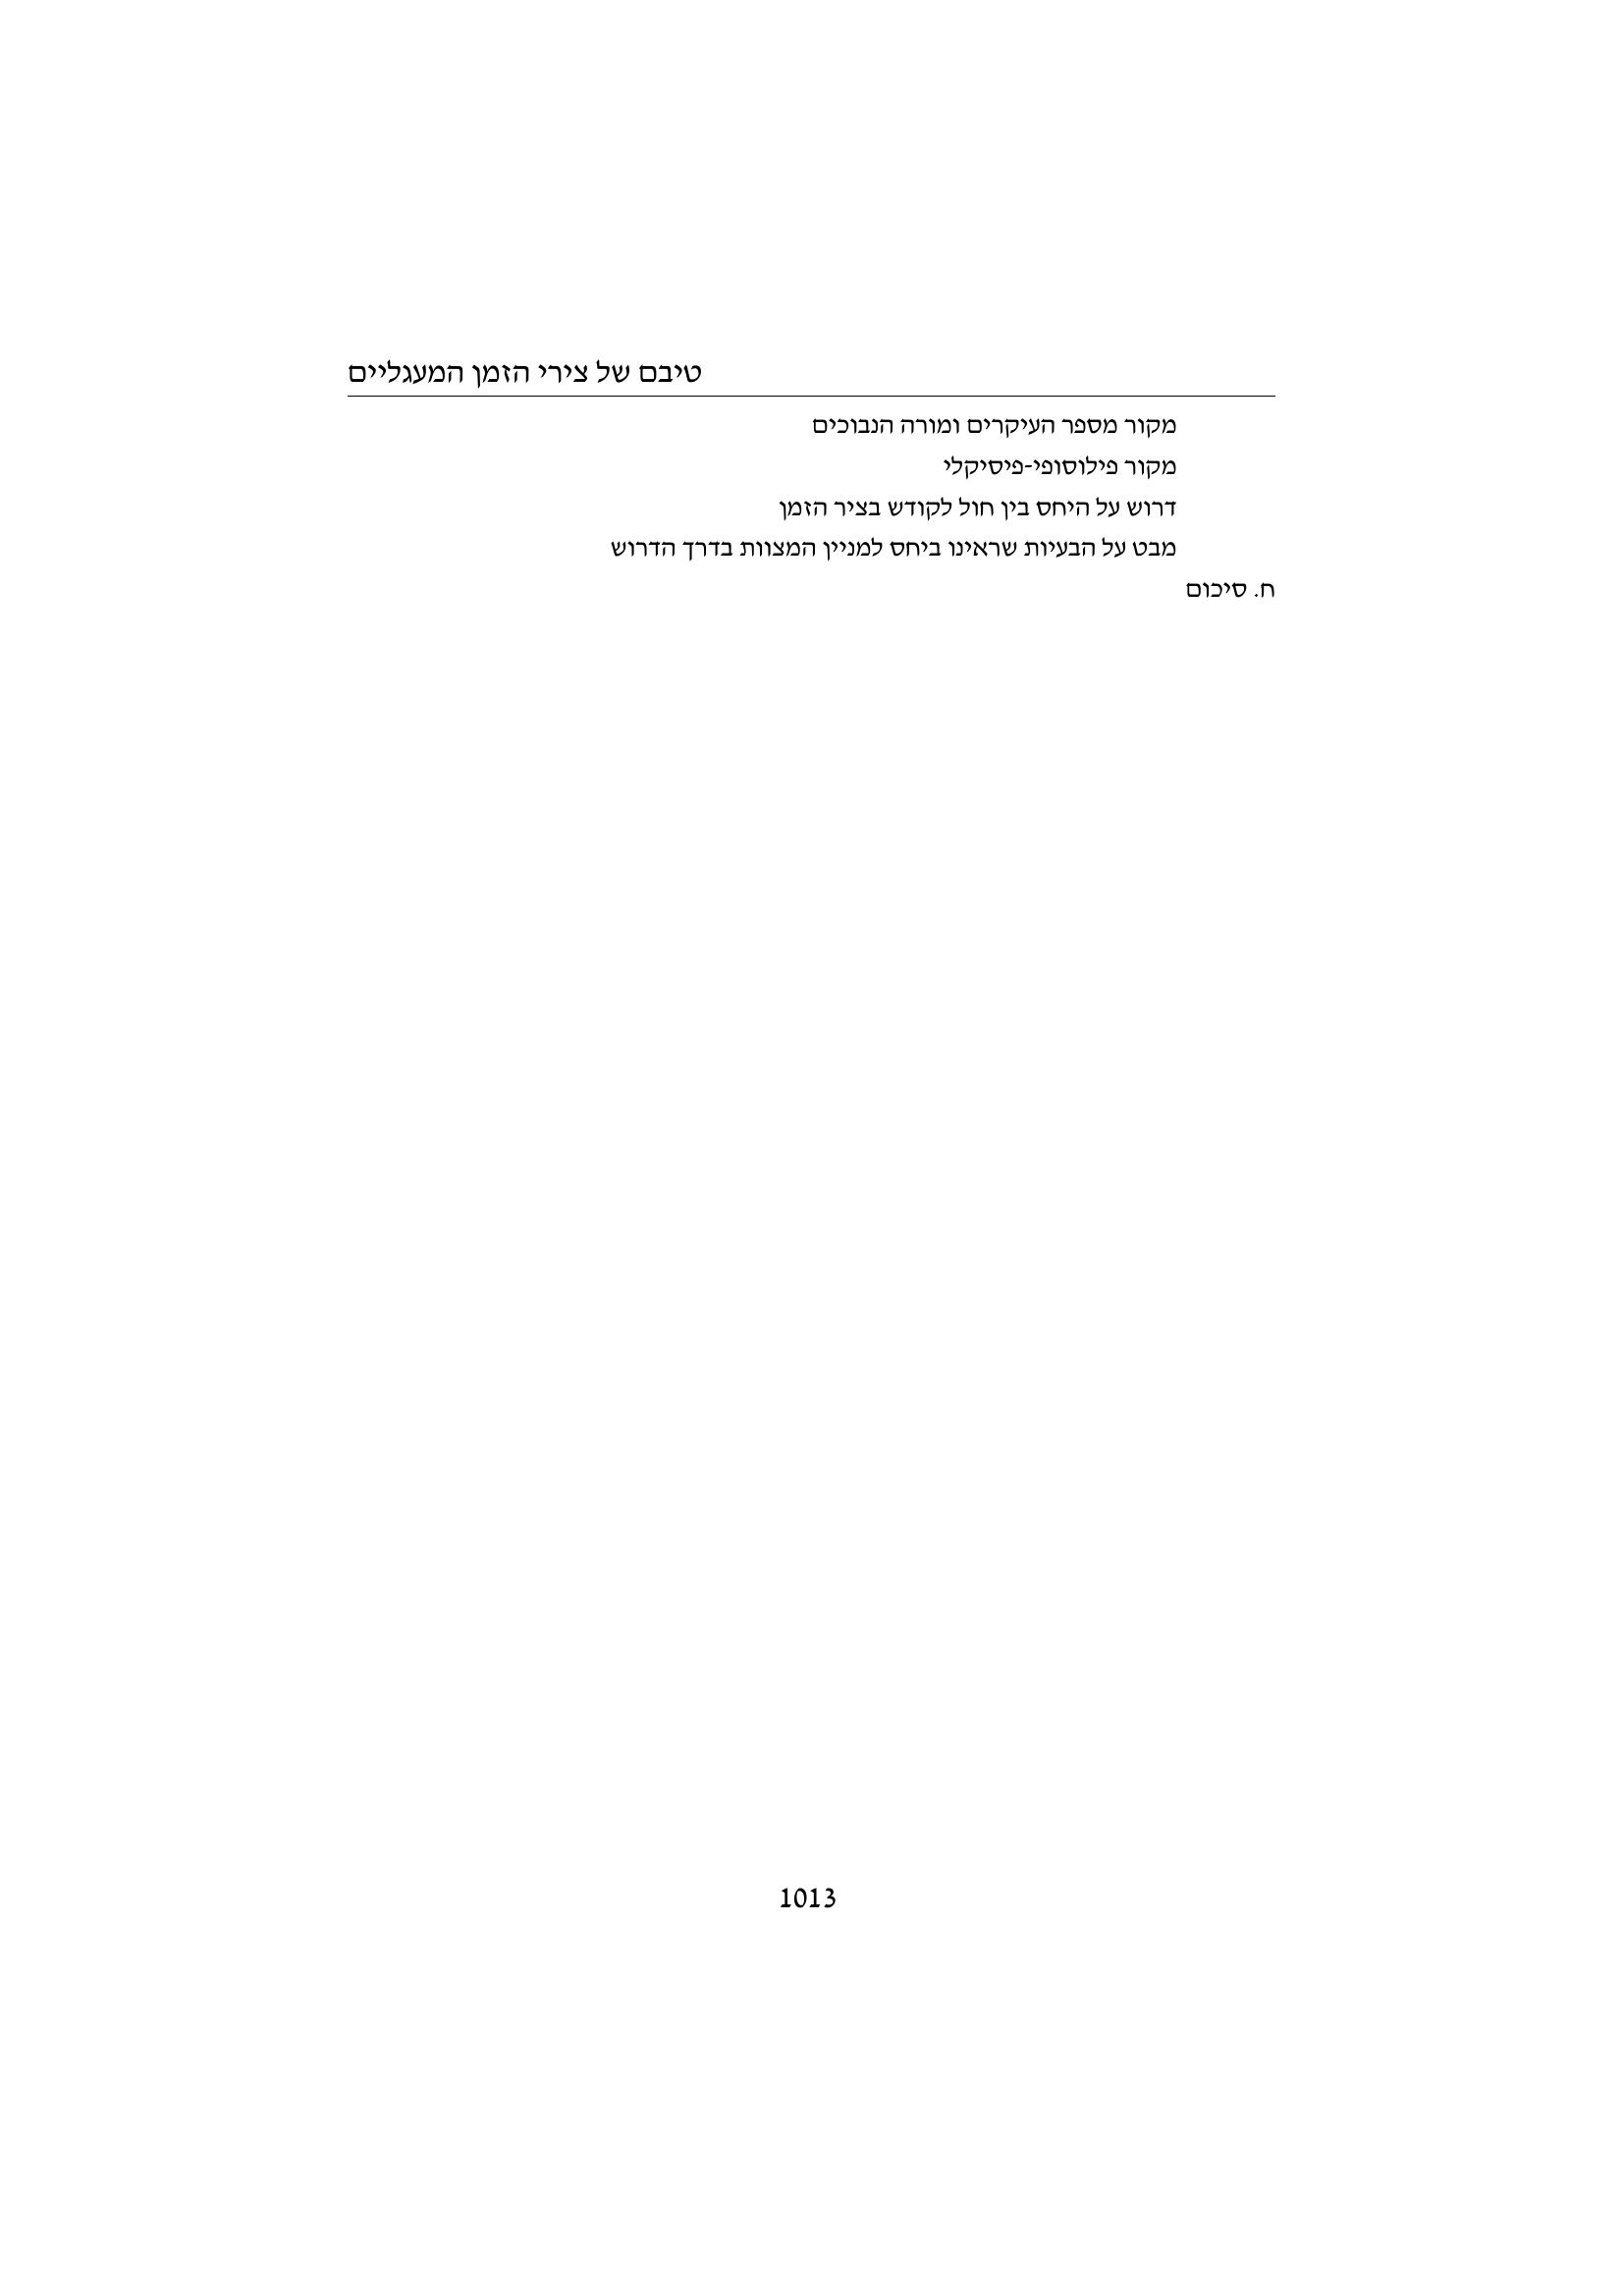 טיבם של צירי הזמן המעגליים
מקור מספר העיקרים ומורה הנבוכים
מקור פילוסופי-פיסיקלי
דרוש על היחס בין חול לקודש בציר הזמן
מבט על הבעיות שראינו ביחס למניין המצוות בדרך הדרוש
ח. סיכום
1013